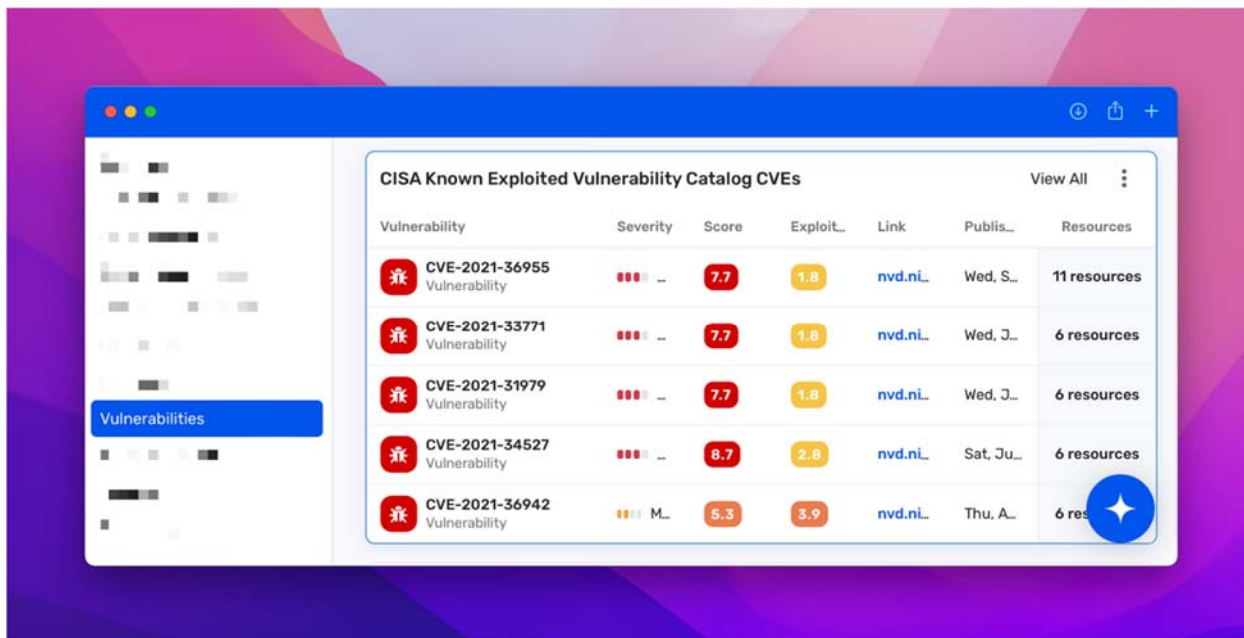 CISA Known Exploited Vulnerability Catalog CVEs View All
Vulnerability Severity Score Exploit... Link Publis... Resources
CVE-2021-36955
Vulnerability
... 7.7 1.8 nvd.ni... Wed, S... 11 resources
CVE-2021-33771
Vulnerability
... 7.7 1.8 nvd.ni... Wed, J... 6 resources
CVE-2021-31979
Vulnerability
... 7.7 1.8 nvd.ni... Wed, J... 6 resources
Vulnerabilities
CVE-2021-34527
Vulnerability
... 8.7 2.8 nvd.ni... Sat, Ju... 6 resources
CVE-2021-36942
Vulnerability
M... 5.3 3.9 nvd.ni... Thu, A... 6 res